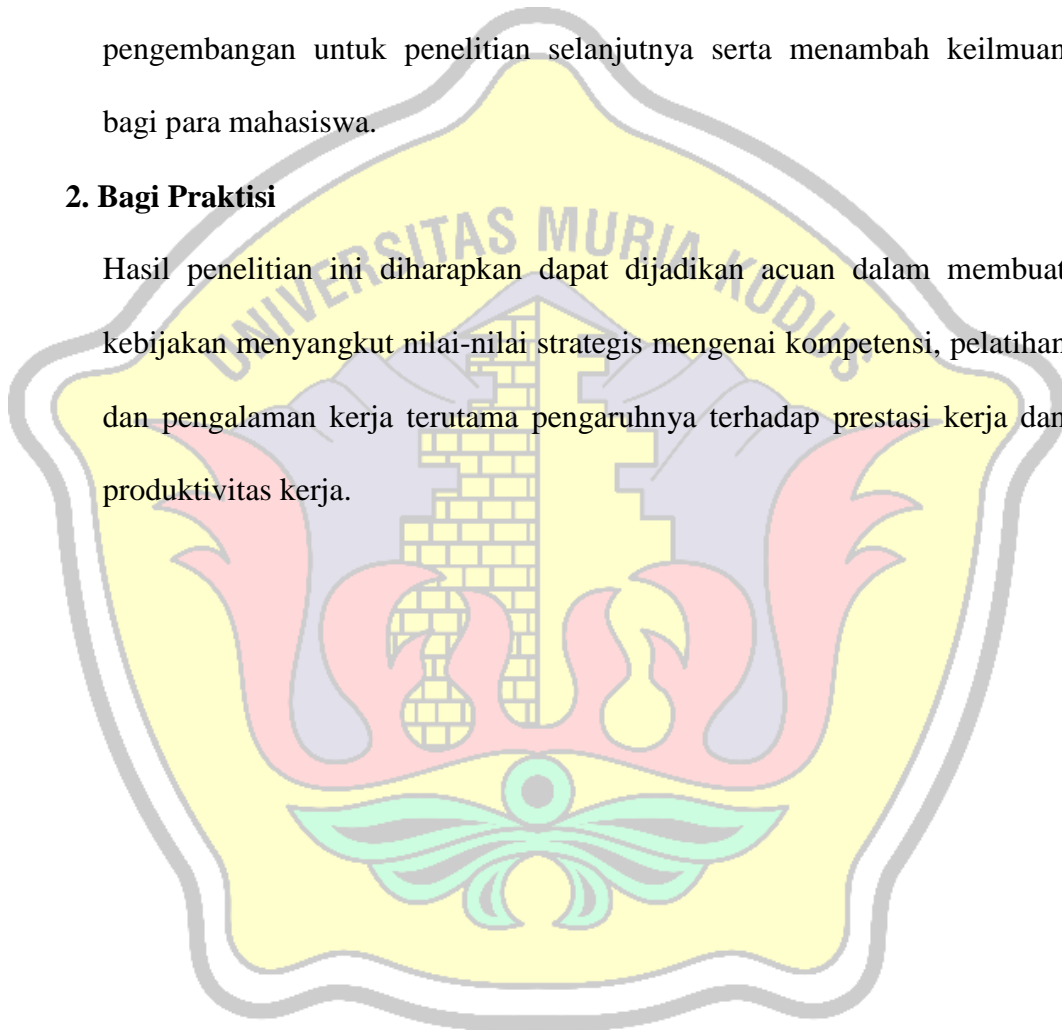 pengembangan untuk penelitian selanjutnya serta menambah keilmuan
bagi para mahasiswa.
2. Bagi Praktisi
UNIVERSITAS MURIA KUDUS
Hasil penelitian ini diharapkan dapat dijadikan acuan dalam membuat
kebijakan menyangkut nilai-nilai strategis mengenai kompetensi, pelatihan
dan pengalaman kerja terutama pengaruhnya terhadap prestasi kerja dan
produktivitas kerja.